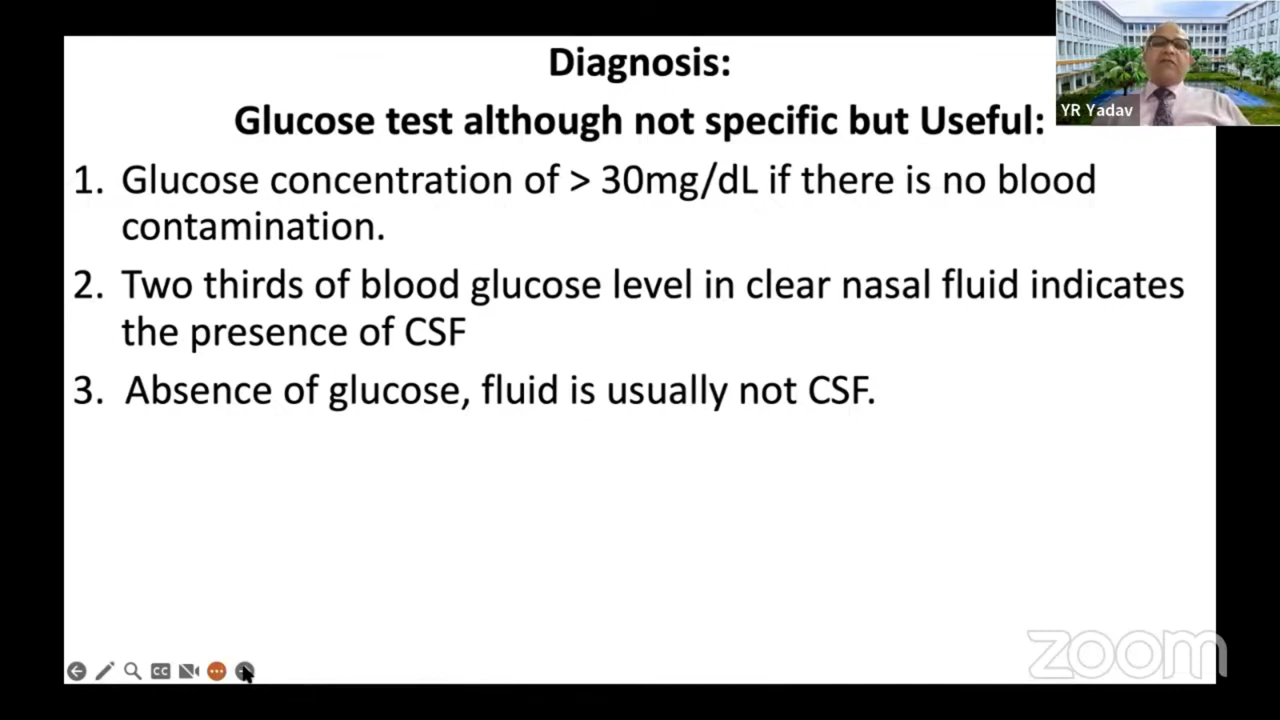 Diagnosis:
Glucose test although not specific but Useful:
YR Yadav
1. Glucose concentration of > 30mg/dL if there is no blood
contamination.
2. Two thirds of blood glucose level in clear nasal fluid indicates
the presence of CSF
3. Absence of glucose, fluid is usually not CSF.
CC
zoom